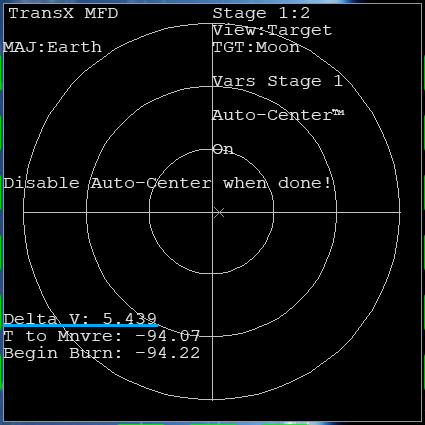 TransX MFD
Stage 1:2
View:Target
MAJ:Earth
TGT:Moon
Vars Stage 1
Auto-Center™
On
Disable Auto-Center when done!
Delta V: 5.439
T to Mnvre: -94.07
Begin Burn: -94.22